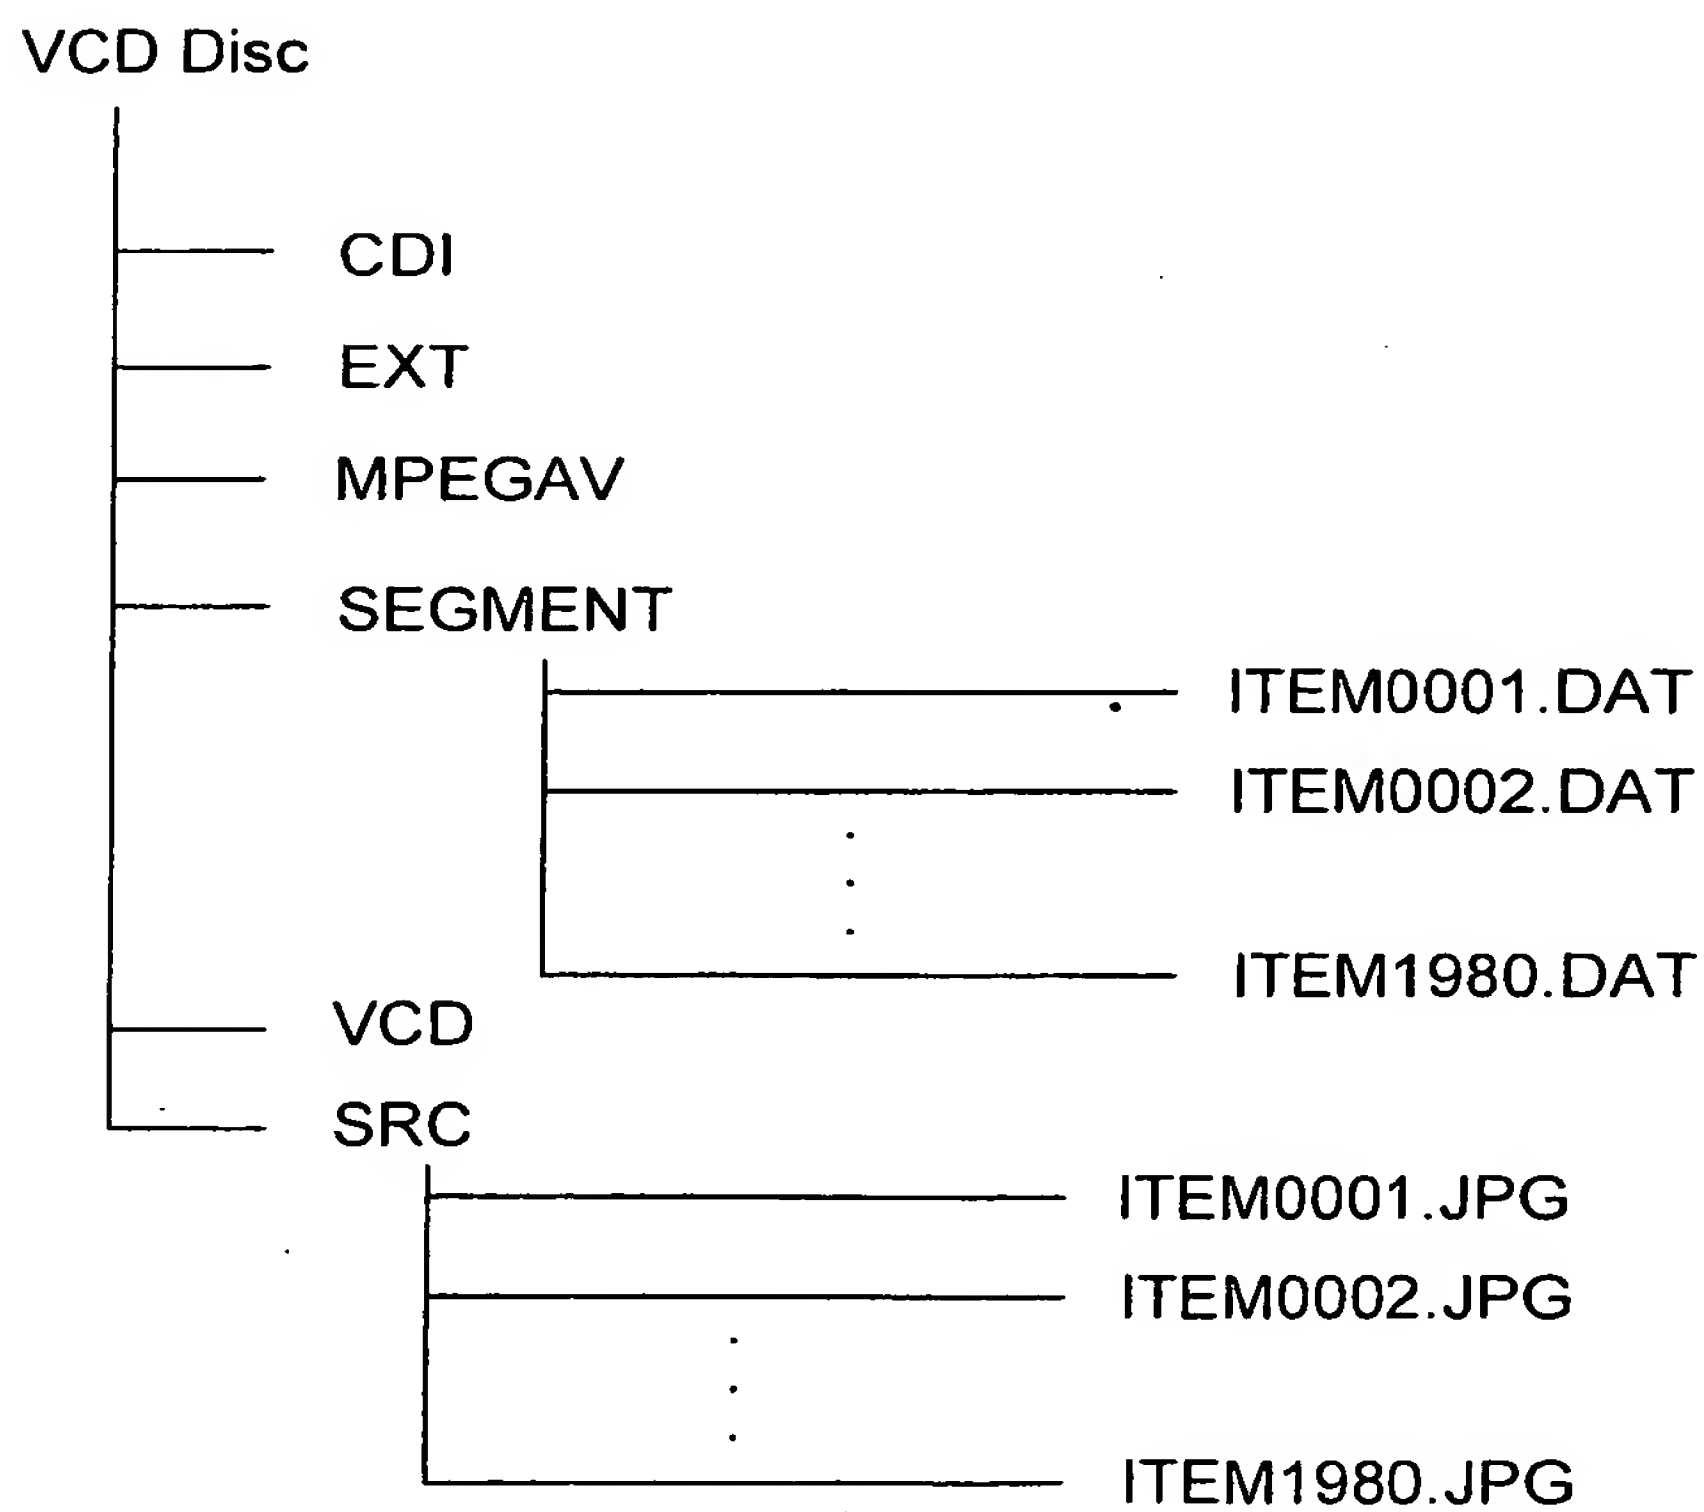 VCD Disc
CDI
EXT
MPEGAV
SEGMENT
ITEM0001.DAT
ITEM0002.DAT
ITEM1980.DAT
VCD
SRC
ITEM0001.JPG
ITEM0002.JPG
ITEM1980.JPG